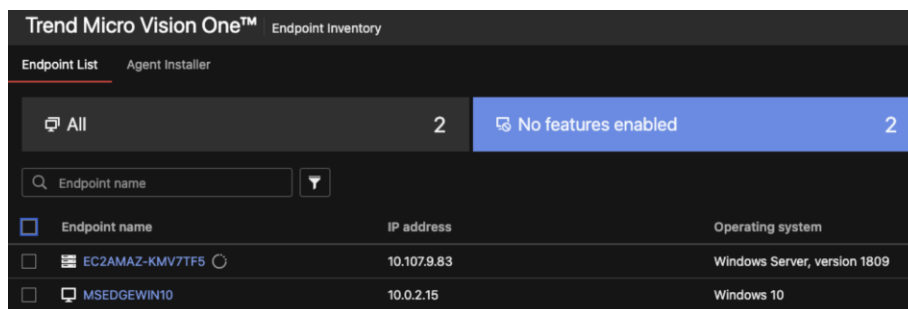 Trend Micro Vision One™ Endpoint Inventory
Endpoint List Agent Installer
All 2 No features enabled 2
Endpoint name
Endpoint name IP address Operating system
EC2AMAZ-KMV7TF5 10.107.9.83 Windows Server, version 1809
MSEDGEWIN10 10.0.2.15 Windows 10